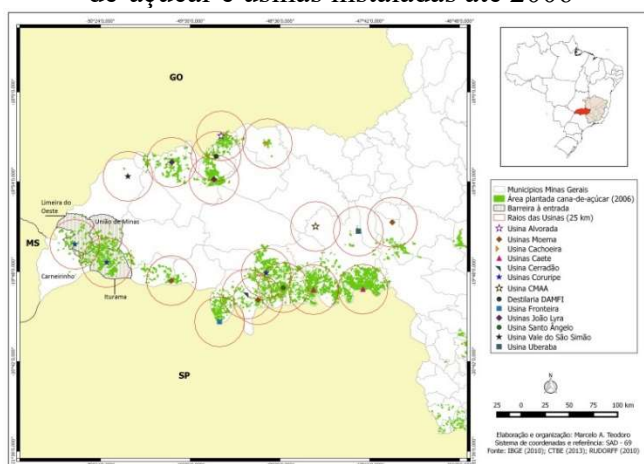 de-açúcar e usinas instaladas até 2006
GO
MS
SP
Limeira do
Oeste
União de Minas
Carneirinho
Iturama
Municípios Minas Gerais
Área plantada cana-de-açúcar (2006)
Barreira à entrada
Raios das Usinas (25 km)
Usina Alvorada
Usinas Moema
Usina Cachoeira
Usinas Caete
Usina Cerradão
Usinas Coruripe
Usina CMAA
Destilaria DAMFI
Usina Fronteira
Usinas João Lyra
Usina Santo Ângelo
Usina Vale do São Simão
Usina Uberaba
N
25 0 25 50 75 100 km
Elaboração e organização: Marcelo A. Teodoro
Sistema de coordenadas e referência: SAD - 69
Fonte: IBGE (2010); CTBE (2013); RUDORFF (2010)